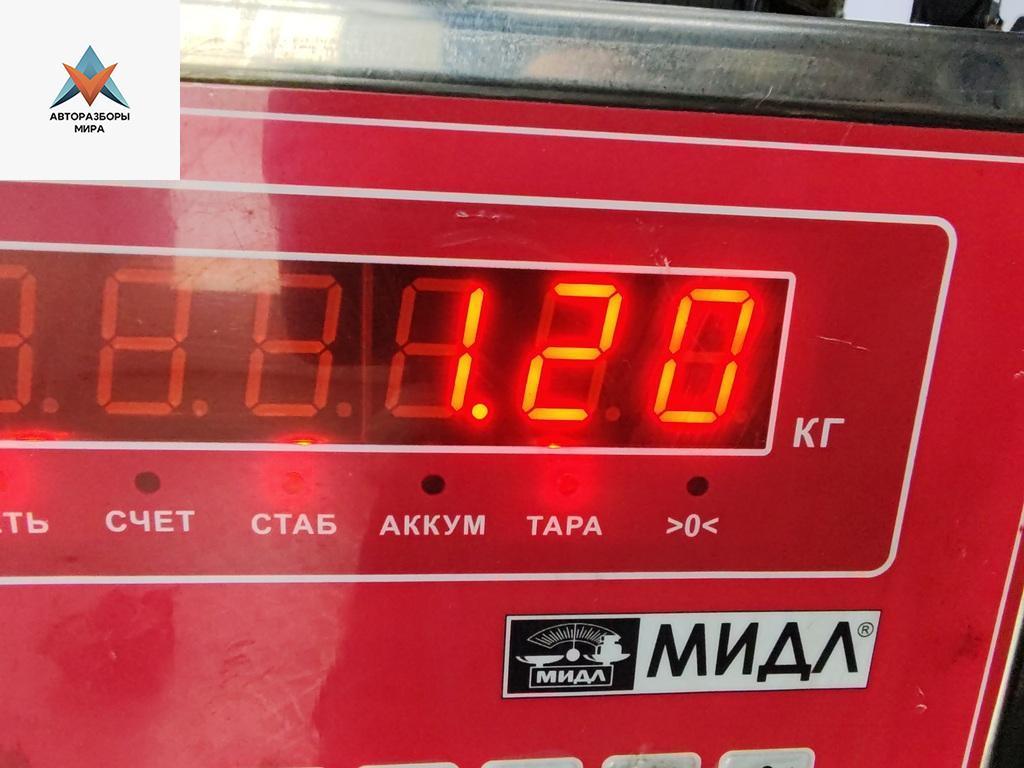 АВТОРАЗБОРЫ
МИРА
1.20
КГ
СЧЕТ СТАБ АККУМ ТАРА >0<
МИДЛ МИДЛ®